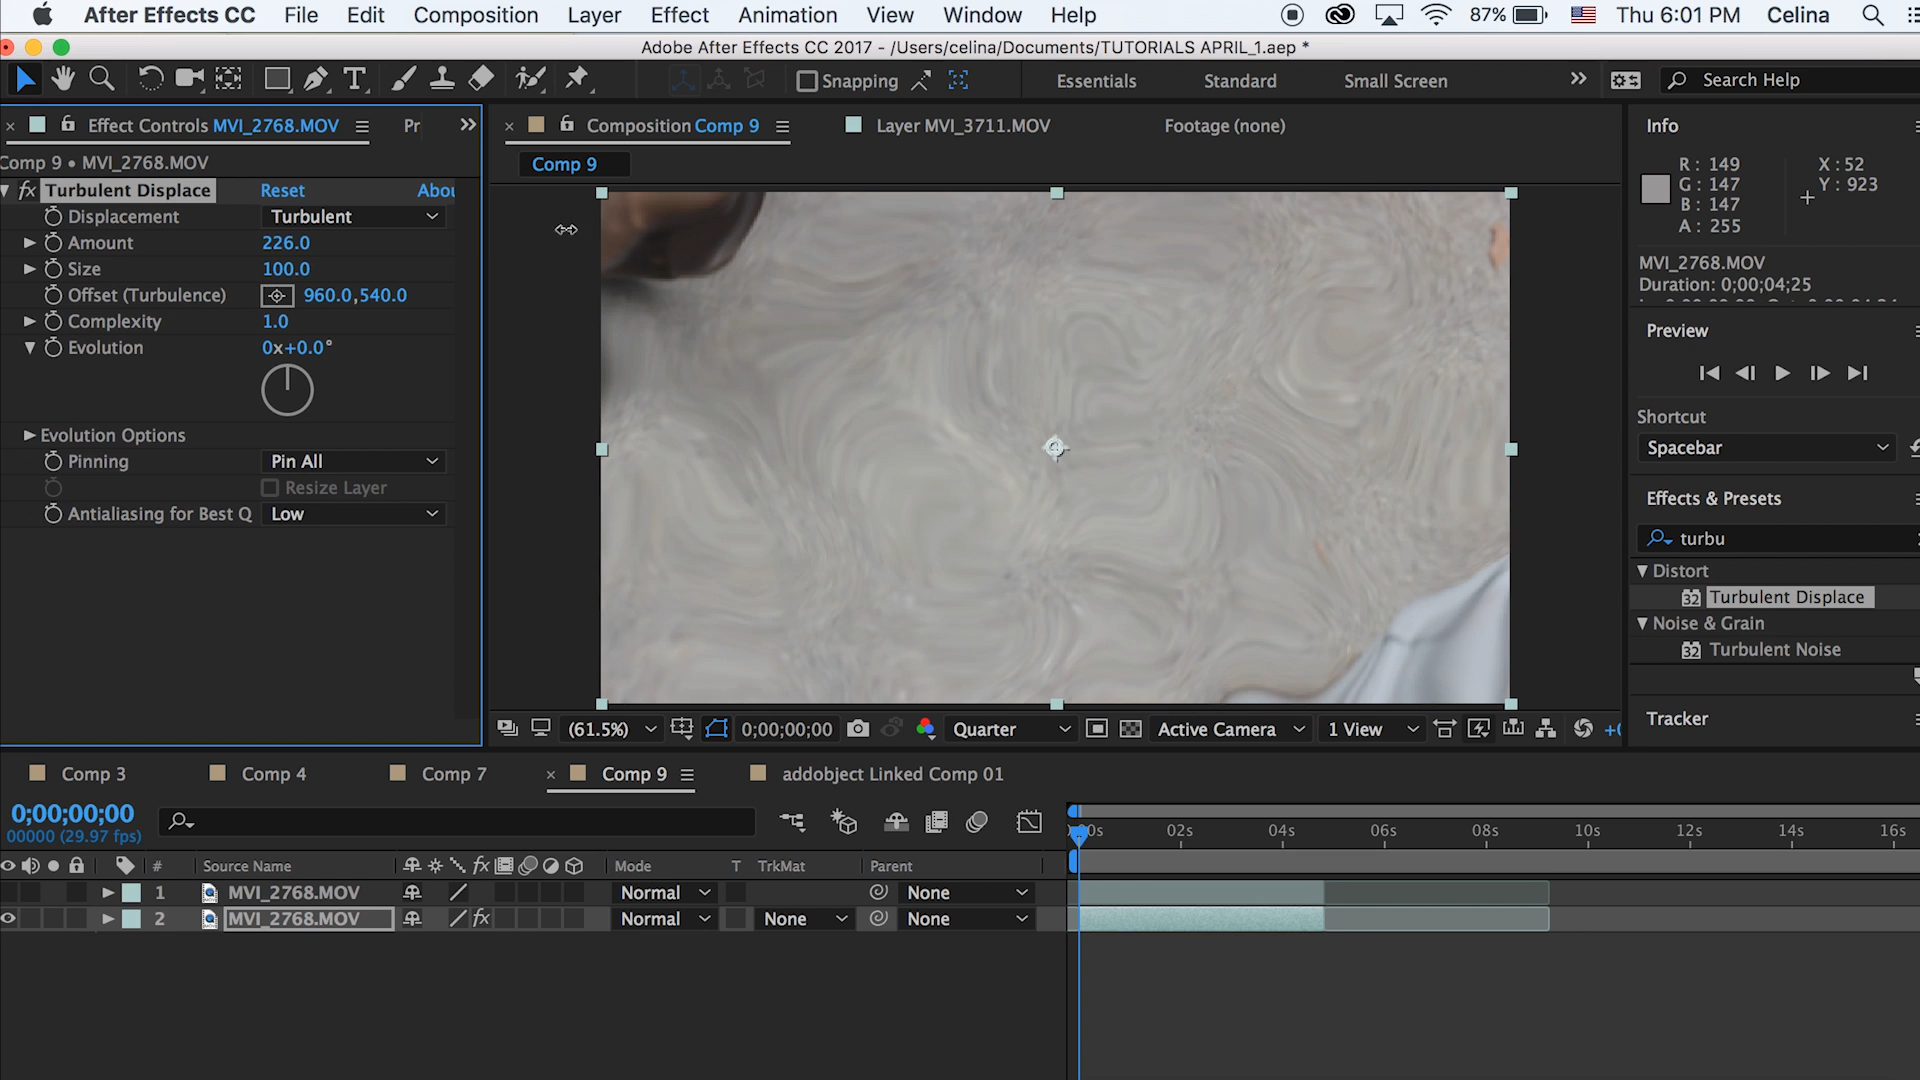 After Effects CC File Edit Composition Layer Effect Animation View Window Help 87% Thu 6:01 PM Celina
Adobe After Effects CC 2017 - /Users/celina/Documents/TUTORIALS APRIL_1.aep *
T Snapping Essentials Standard Small Screen Search Help
Effect Controls MVI_2768.MOV Pr
Composition Comp 9 Layer MVI_3711.MOV Footage (none)
Info
Comp 9 • MVI_2768.MOV
Comp 9
R: 149 X: 52
G: 147 Y: 923
B: 147
A: 255
fx Turbulent Displace Reset Abou
Displacement Turbulent
Amount 226.0
Size 100.0
Offset (Turbulence) 960.0,540.0
Complexity 1.0
Evolution 0x+0.0°
Evolution Options
Pinning Pin All
Resize Layer
Antialiasing for Best Q Low
MVI_2768.MOV
Duration: 0;00;04;25
Preview
Shortcut
Spacebar
Effects & Presets
turbu
Distort
32 Turbulent Displace
Noise & Grain
32 Turbulent Noise
Tracker
(61.5%) 0;00;00;00 Quarter Active Camera 1 View
Comp 3 Comp 4 Comp 7 Comp 9 addobject Linked Comp 01
0;00;00;00
00000 (29.97 fps)
00s 02s 04s 06s 08s 10s 12s 14s 16s
# Source Name fx Mode T TrkMat Parent
1 MVI_2768.MOV Normal None
2 MVI_2768.MOV fx Normal None None